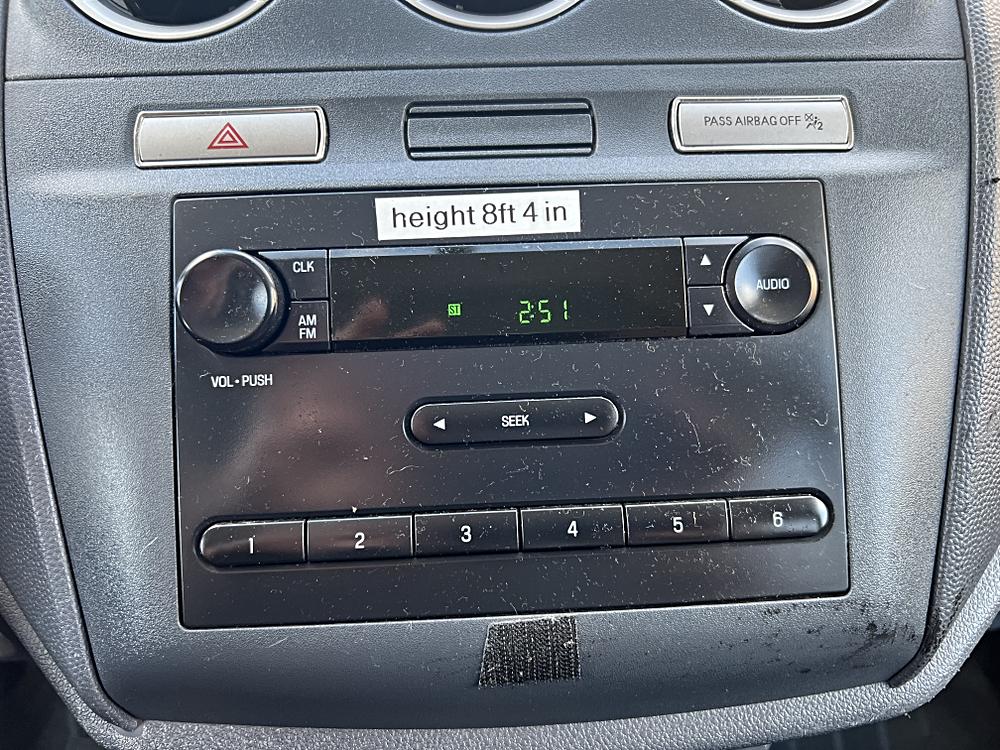 PASS AIRBAG OFF 2
height 8ft 4 in
CLK
AM
FM
ST 2:51
AUDIO
VOL • PUSH
SEEK
1 2 3 4 5 6